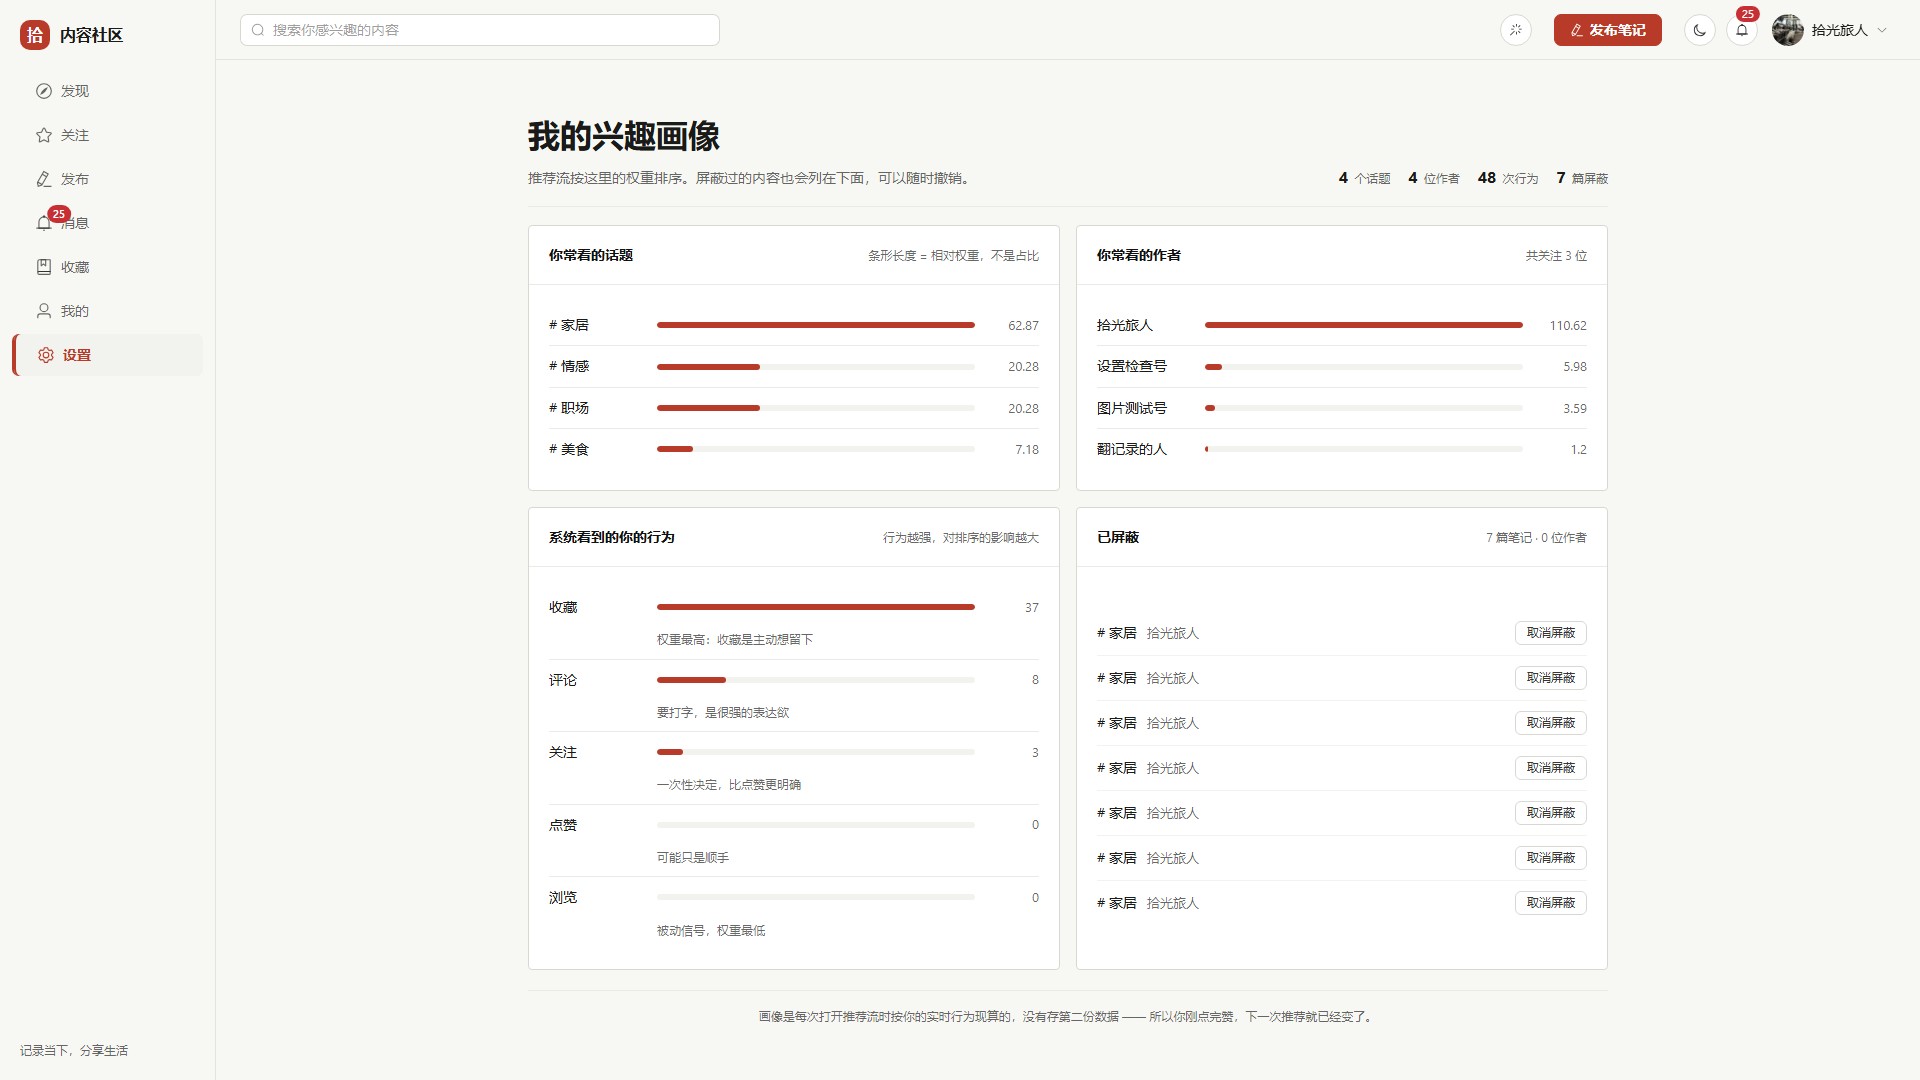 拾 内容社区
搜索你感兴趣的内容
发布笔记
25
拾光旅人
发现
关注
发布
25
消息
收藏
我的
设置
我的兴趣画像
推荐流按这里的权重排序。屏蔽过的内容也会列在下面，可以随时撤销。
4 个话题 4 位作者 48 次行为 7 篇屏蔽
你常看的话题
条形长度 = 相对权重，不是占比
# 家居 62.87
# 情感 20.28
# 职场 20.28
# 美食 7.18
你常看的作者
共关注 3 位
拾光旅人 110.62
设置检查号 5.98
图片测试号 3.59
翻记录的人 1.2
系统看到的你的行为
行为越强，对排序的影响越大
收藏 37
权重最高：收藏是主动想留下
评论 8
要打字，是很强的表达欲
关注 3
一次性决定，比点赞更明确
点赞 0
可能只是顺手
浏览 0
被动信号，权重最低
已屏蔽
7 篇笔记 · 0 位作者
# 家居 拾光旅人 取消屏蔽
# 家居 拾光旅人 取消屏蔽
# 家居 拾光旅人 取消屏蔽
# 家居 拾光旅人 取消屏蔽
# 家居 拾光旅人 取消屏蔽
# 家居 拾光旅人 取消屏蔽
# 家居 拾光旅人 取消屏蔽
画像是每次打开推荐流时按你的实时行为现算的，没有存第二份数据 —— 所以你刚点完赞，下一次推荐就已经变了。
记录当下，分享生活